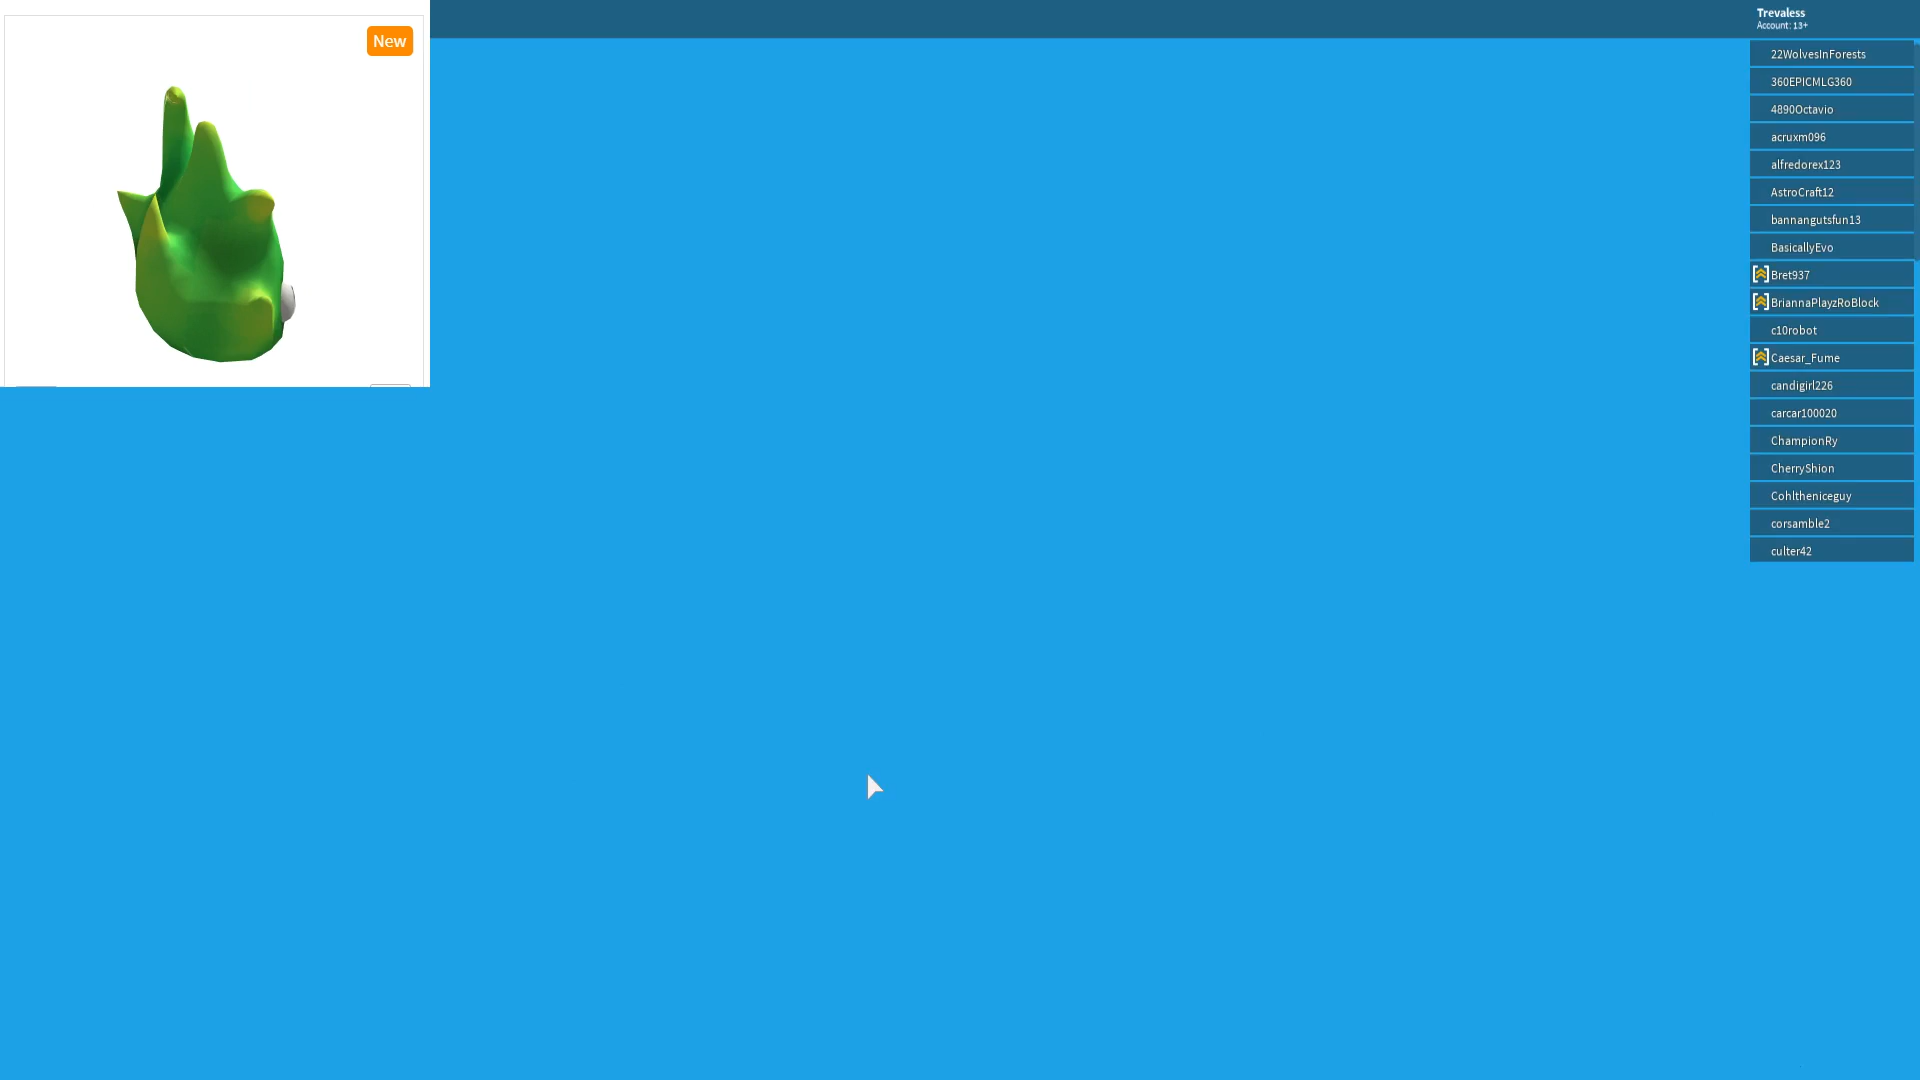 New
Trevaless
Account: 13+
22WolvesInForests
360EPICMLG360
4890Octavio
acruxm096
alfredorex123
AstroCraft12
bannangutsfun13
BasicallyEvo
Bret937
BriannaPlayzRoBlock
c10robot
Caesar_Fume
candigirl226
carcar100020
ChampionRy
CherryShion
Cohltheniceguy
corsamble2
culter42